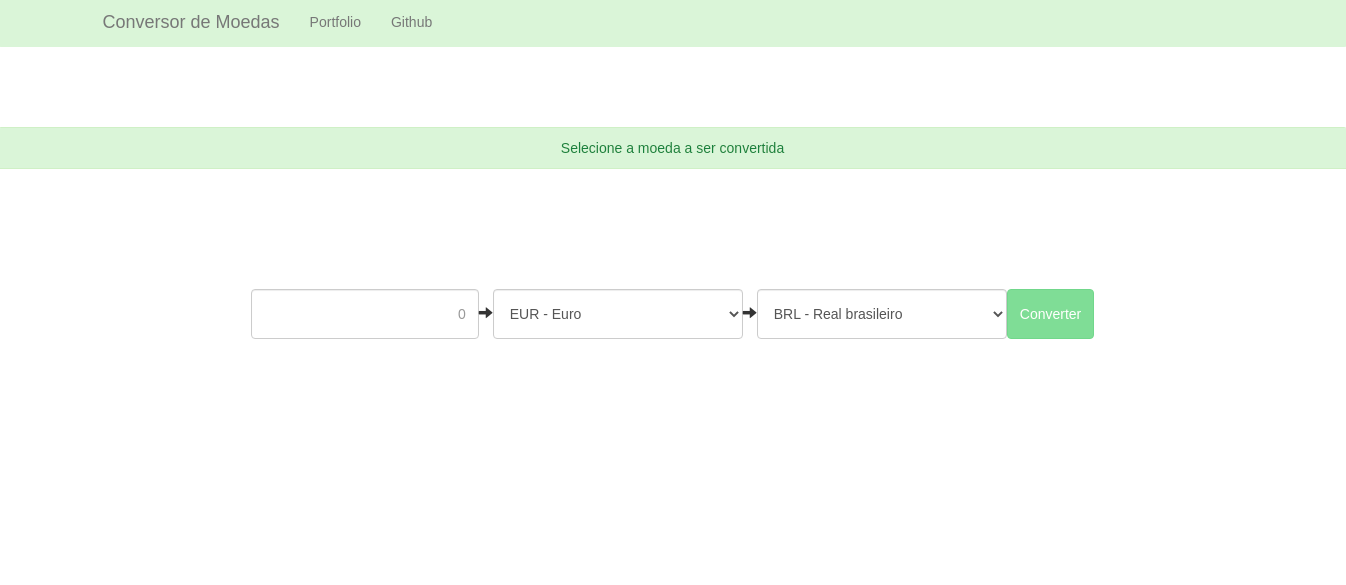 Conversor de Moedas Portfolio Github
Selecione a moeda a ser convertida
0 EUR - Euro BRL - Real brasileiro Converter